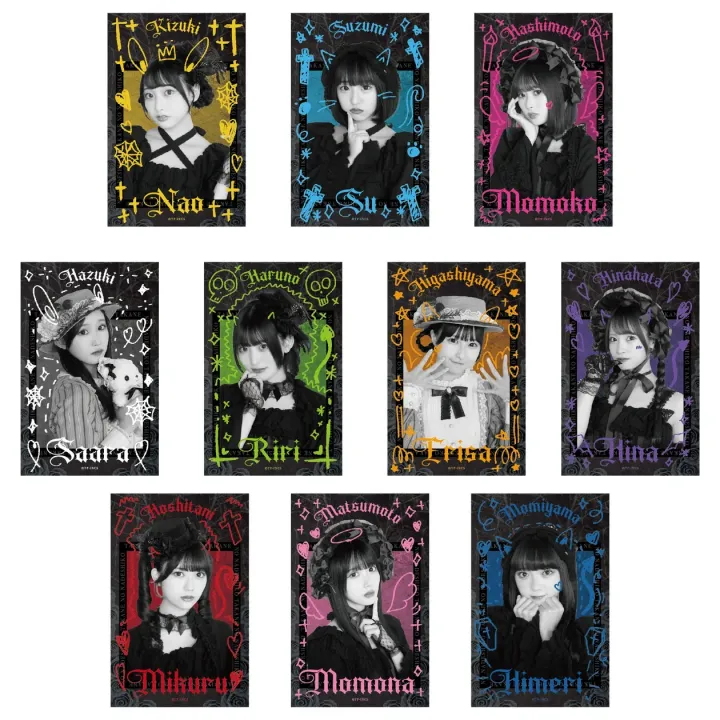 Kizuki
Nao
Suzumi
Su
Hashimoto
Momoko
Hazuki
Saara
Haruno
Riri
Higashiyama
Irisa
Hinahata
Hina
Hoshitani
Mikuru
Matsumoto
Momona
Momiyama
Himeri